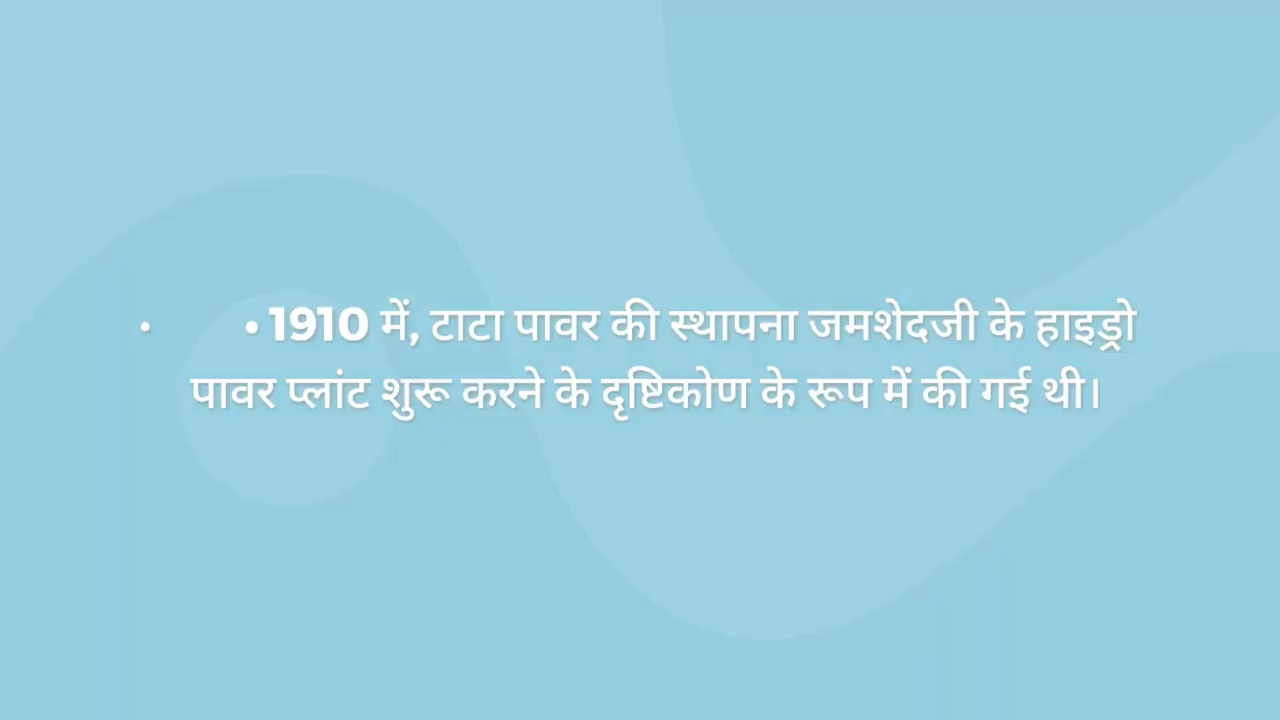 • • 1910 में, टाटा पावर की स्थापना जमशेदजी के हाइड्रो
पावर प्लांट शुरू करने के दृष्टिकोण के रूप में की गई थी।